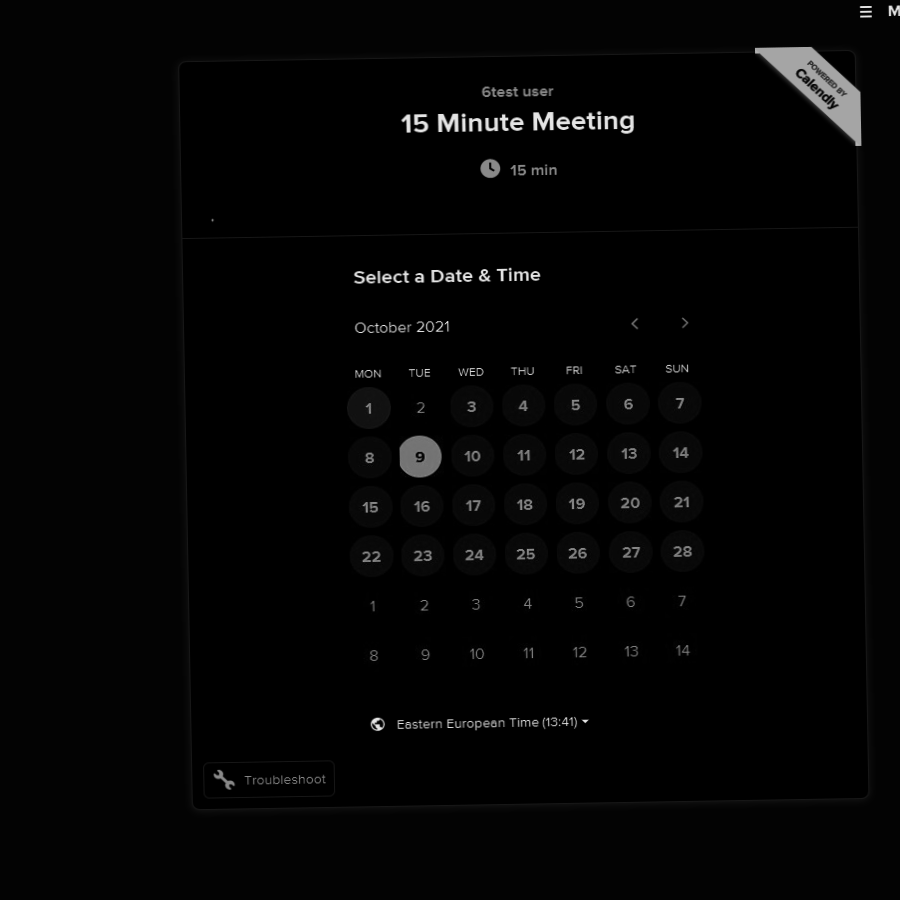 M
POWERED BY
Calendly
6test user
15 Minute Meeting
15 min
Select a Date & Time
October 2021
MON TUE WED THU FRI SAT SUN
1 2 3 4 5 6 7
8 9 10 11 12 13 14
15 16 17 18 19 20 21
22 23 24 25 26 27 28
1 2 3 4 5 6 7
8 9 10 11 12 13 14
Eastern European Time (13:41)
Troubleshoot